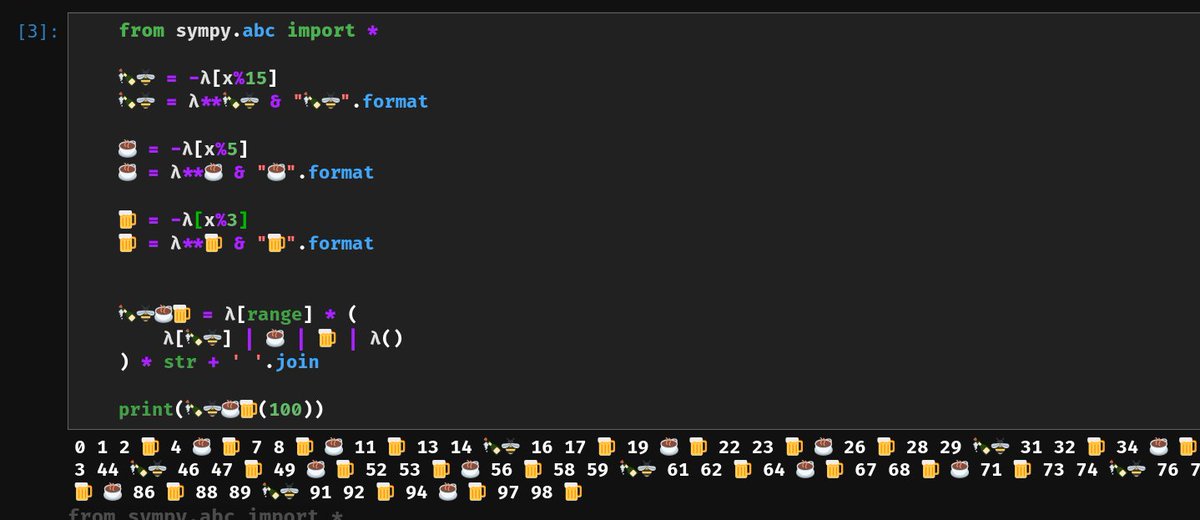 [3]: from sympy.abc import *
🍾🐝 = -λ[x%15]
🍾🐝 = λ**🍾🐝 & "🍾🐝".format
☕ = -λ[x%5]
☕ = λ**☕ & "☕".format
🍺 = -λ[x%3]
🍺 = λ**🍺 & "🍺".format
🍾🐝☕🍺 = λ[range] * (
λ[🍾🐝] | ☕ | 🍺 | λ()
) * str + ' '.join
print(🍾🐝☕🍺(100))
0 1 2 🍺 4 ☕ 🍺 7 8 🍺 ☕ 11 🍺 13 14 🍾🐝 16 17 🍺 19 ☕ 🍺 22 23 🍺 ☕ 26 🍺 28 29 🍾🐝 31 32 🍺 34 ☕ 🍺
3 44 🍾🐝 46 47 🍺 49 ☕ 🍺 52 53 🍺 ☕ 56 🍺 58 59 🍾🐝 61 62 🍺 64 ☕ 🍺 67 68 🍺 ☕ 71 🍺 73 74 🍾🐝 76 7
🍺 ☕ 86 🍺 88 89 🍾🐝 91 92 🍺 94 ☕ 🍺 97 98 🍺
from sympy.abc import *